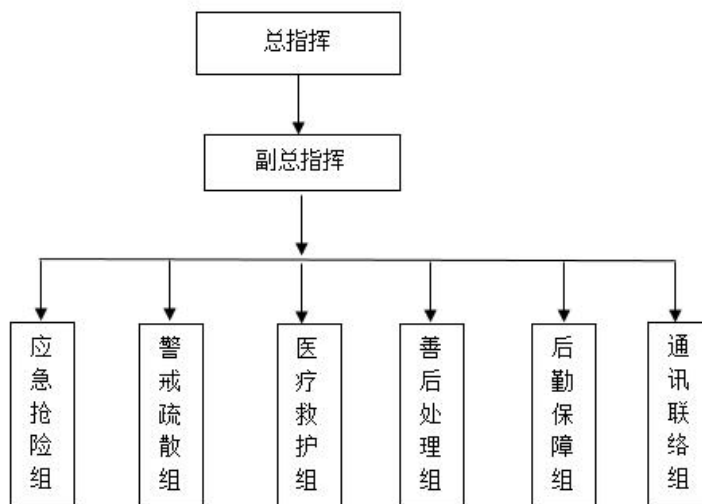 总指挥
副总指挥
应急抢险组
警戒疏散组
医疗救护组
善后处理组
后勤保障组
通讯联络组